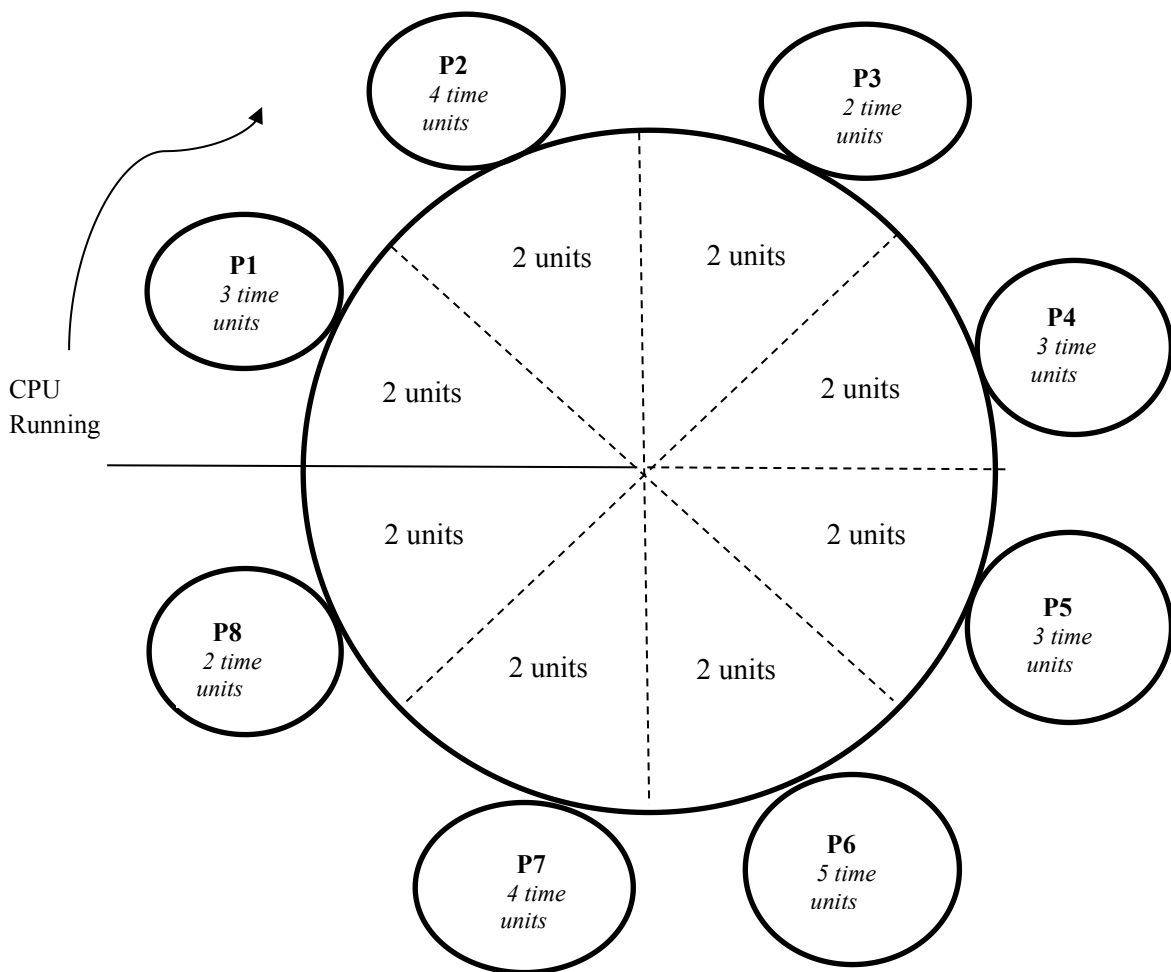 P2
4 time
units
P3
2 time
units
P1
3 time
units
2 units
2 units
P4
3 time
units
CPU
Running
2 units
2 units
2 units
2 units
P8
2 time
units
P5
3 time
units
2 units
2 units
P7
4 time
units
P6
5 time
units